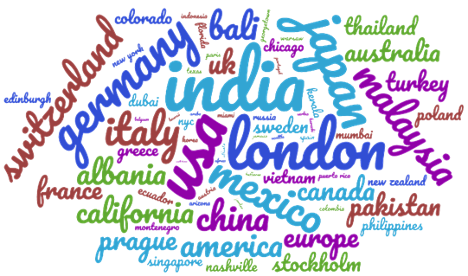 colorado
indonesia
florida
bali
georgetown
warsaw
chicago
japan
thailand
australia
switzerland
germany
new york
paris
texas
uk
india
portugal
malaysia
turkey
poland
edinburgh
dubai
kerala
italy
nyc
miami
russia
sweden
mumbai
korea
greece
usa
london
albania
france
ecuador
austria
mexico
vietnam
puerto rico
canada
new zealand
pakistan
california
arizona
china
colombia
philippines
montenegro
prague
america
europe
singapore
nashville
stockholm